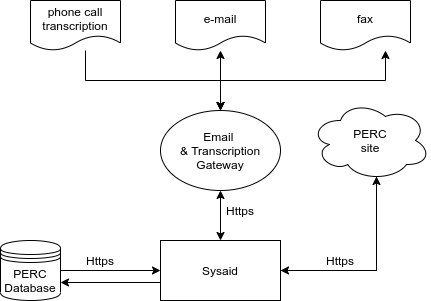 phone call
transcription
e-mail
fax
Email
& Transcription
Gateway
PERC
site
Https
Https
Https
PERC
Database
Sysaid